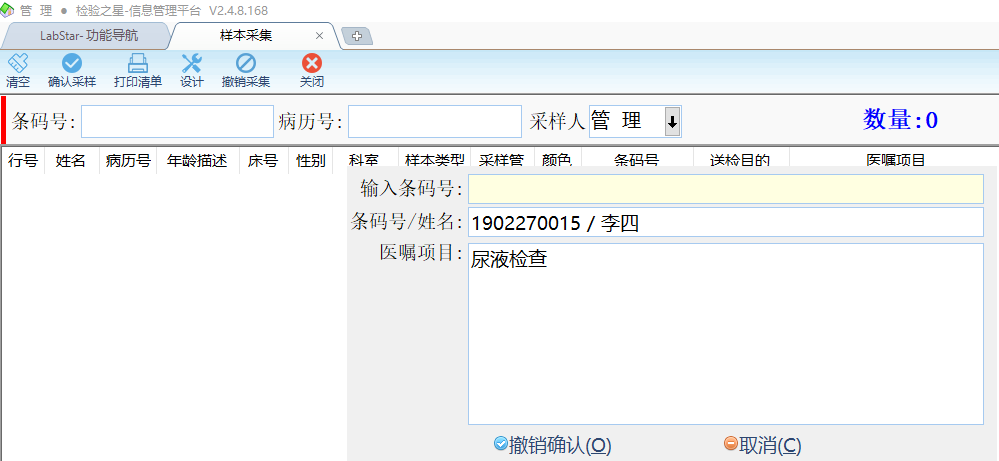 管 理 ● 检验之星-信息管理平台 V2.4.8.168
LabStar- 功能导航 样本采集
清空 确认采样 打印清单 设计 撤销采集 关闭
条码号: 病历号: 采样人 管 理 数量:0
行号 姓名 病历号 年龄描述 床号 性别 科室 样本类型 采样管 颜色 条码号 送检目的 医嘱项目
输入条码号:
条码号/姓名: 1902270015 / 李四
医嘱项目: 尿液检查
撤销确认(O) 取消(C)